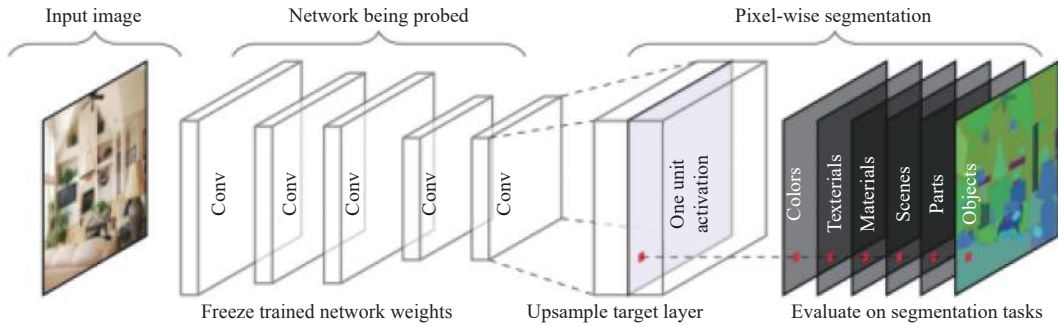 Input image
Network being probed
Pixel-wise segmentation
Conv
Conv
Conv
Conv
Conv
One unit
activation
Colors
Texterials
Materials
Scenes
Parts
Objects
Freeze trained network weights
Upsample target layer
Evaluate on segmentation tasks